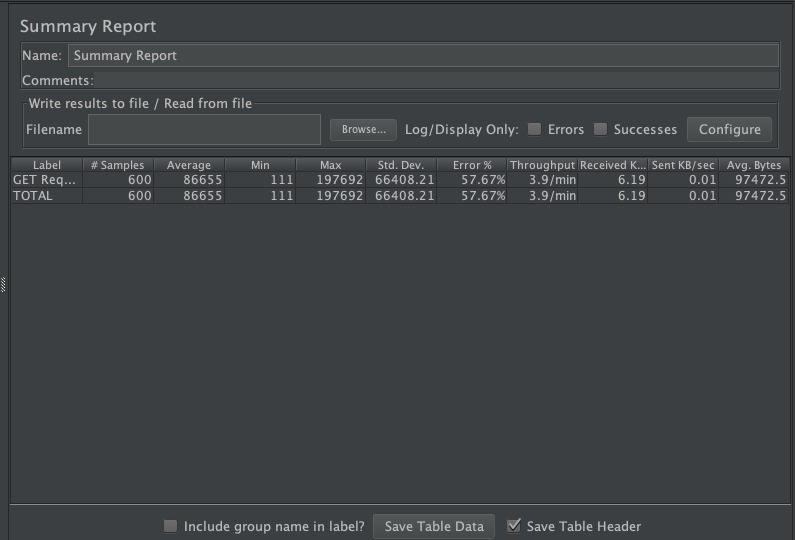 Summary Report
Name: Summary Report
Comments:
Write results to file / Read from file
Filename Browse... Log/Display Only: Errors Successes Configure
Label # Samples Average Min Max Std. Dev. Error % Throughput Received K... Sent KB/sec Avg. Bytes
GET Req... 600 86655 111 197692 66408.21 57.67% 3.9/min 6.19 0.01 97472.5
TOTAL 600 86655 111 197692 66408.21 57.67% 3.9/min 6.19 0.01 97472.5
Include group name in label? Save Table Data Save Table Header